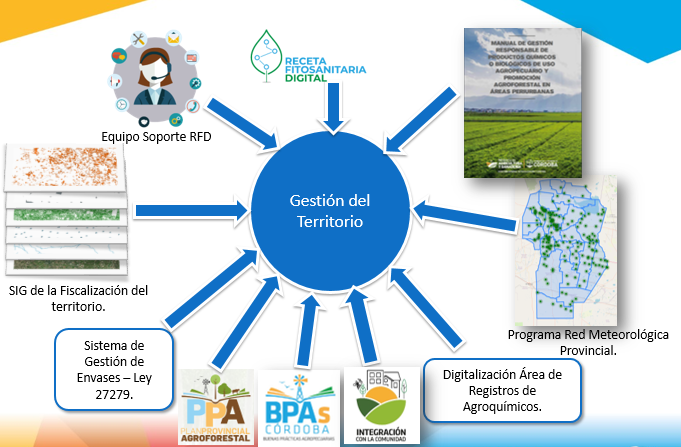 RECETA
FITOSANITARIA
DIGITAL
MANUAL DE GESTIÓN
RESPONSABLE DE
PRODUCTOS QUÍMICOS
O BIOLÓGICOS DE USO
AGROPECUARIO Y
PROMOCIÓN
AGROFORESTAL EN
ÁREAS PERIURBANAS
CÓRDOBA
Equipo Soporte RFD
Gestión del
Territorio
SIG de la Fiscalización del
territorio.
Programa Red Meteorológica
Provincial.
Sistema de
Gestión de
Envases – Ley
27279.
PPA
PLAN PROVINCIAL
AGROFORESTAL
BPAs
CÓRDOBA
BUENAS PRÁCTICAS AGROPECUARIAS
INTEGRACIÓN
CON LA COMUNIDAD
Digitalización Área de
Registros de
Agroquímicos.